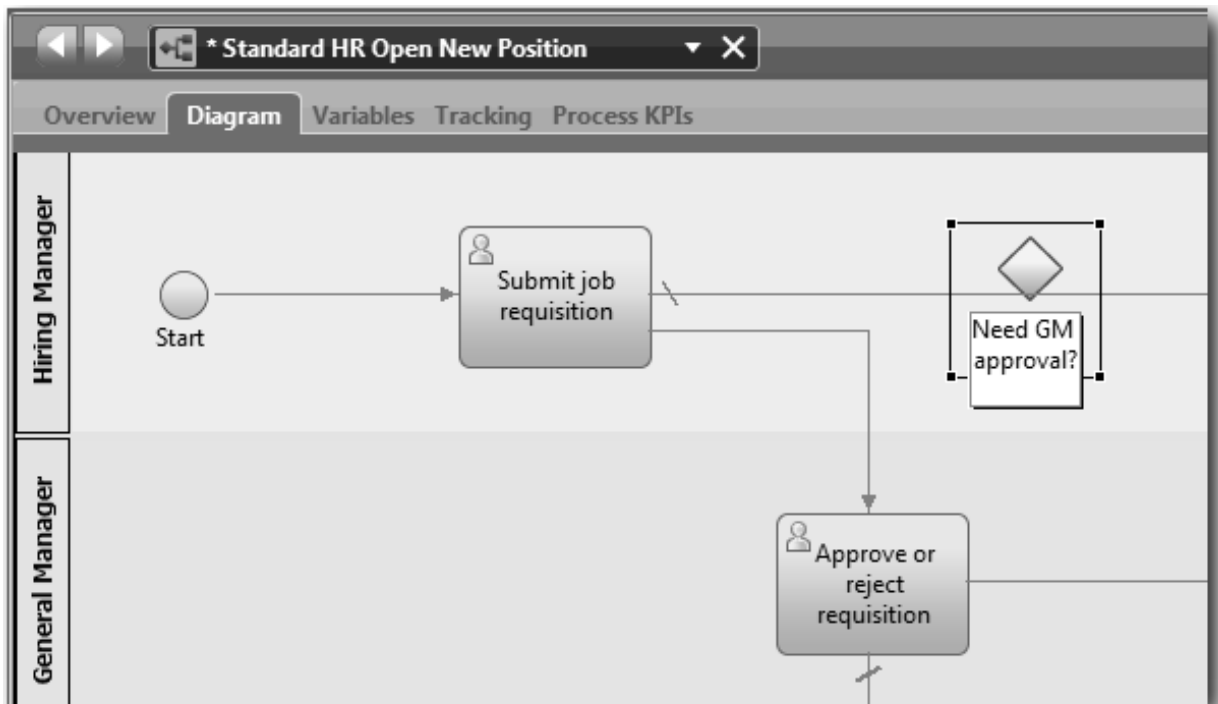 * Standard HR Open New Position
Overview Diagram Variables Tracking Process KPIs
Hiring Manager
Start
Submit job
requisition
Need GM
approval?
General Manager
Approve or
reject
requisition